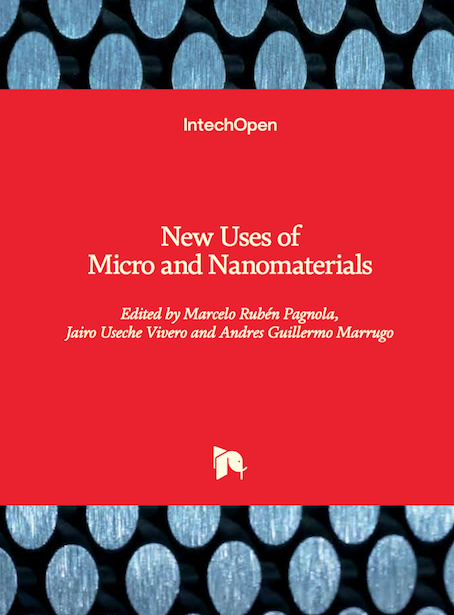 IntechOpen
New Uses of
Micro and Nanomaterials
Edited by Marcelo Rubén Pagnola,
Jairo Useche Vivero and Andres Guillermo Marrugo